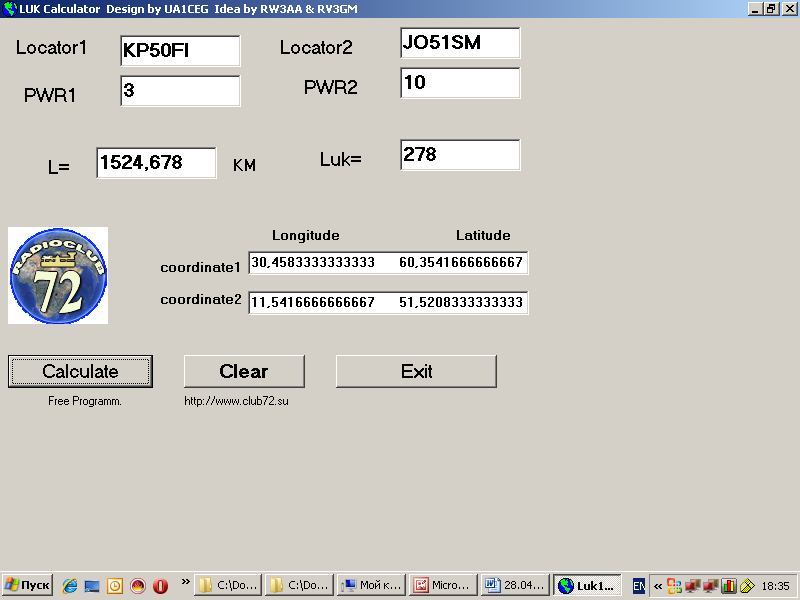 LUK Calculator Design by UA1CEG Idea by RW3AA & RV3GM
Locator1 KP50FI Locator2 JO51SM
PWR1 3 PWR2 10
L= 1524,678 KM Luk= 278
Longitude Latitude
coordinate1 30,4583333333333 60,3541666666667
coordinate2 11,5416666666667 51,5208333333333
RADIOCLUB
72
Calculate Clear Exit
Free Programm. http://www.club72.su
Пуск » C:\Do... C:\Do... Мой к... Micro... 28.04... Luk1... EN « 18:35